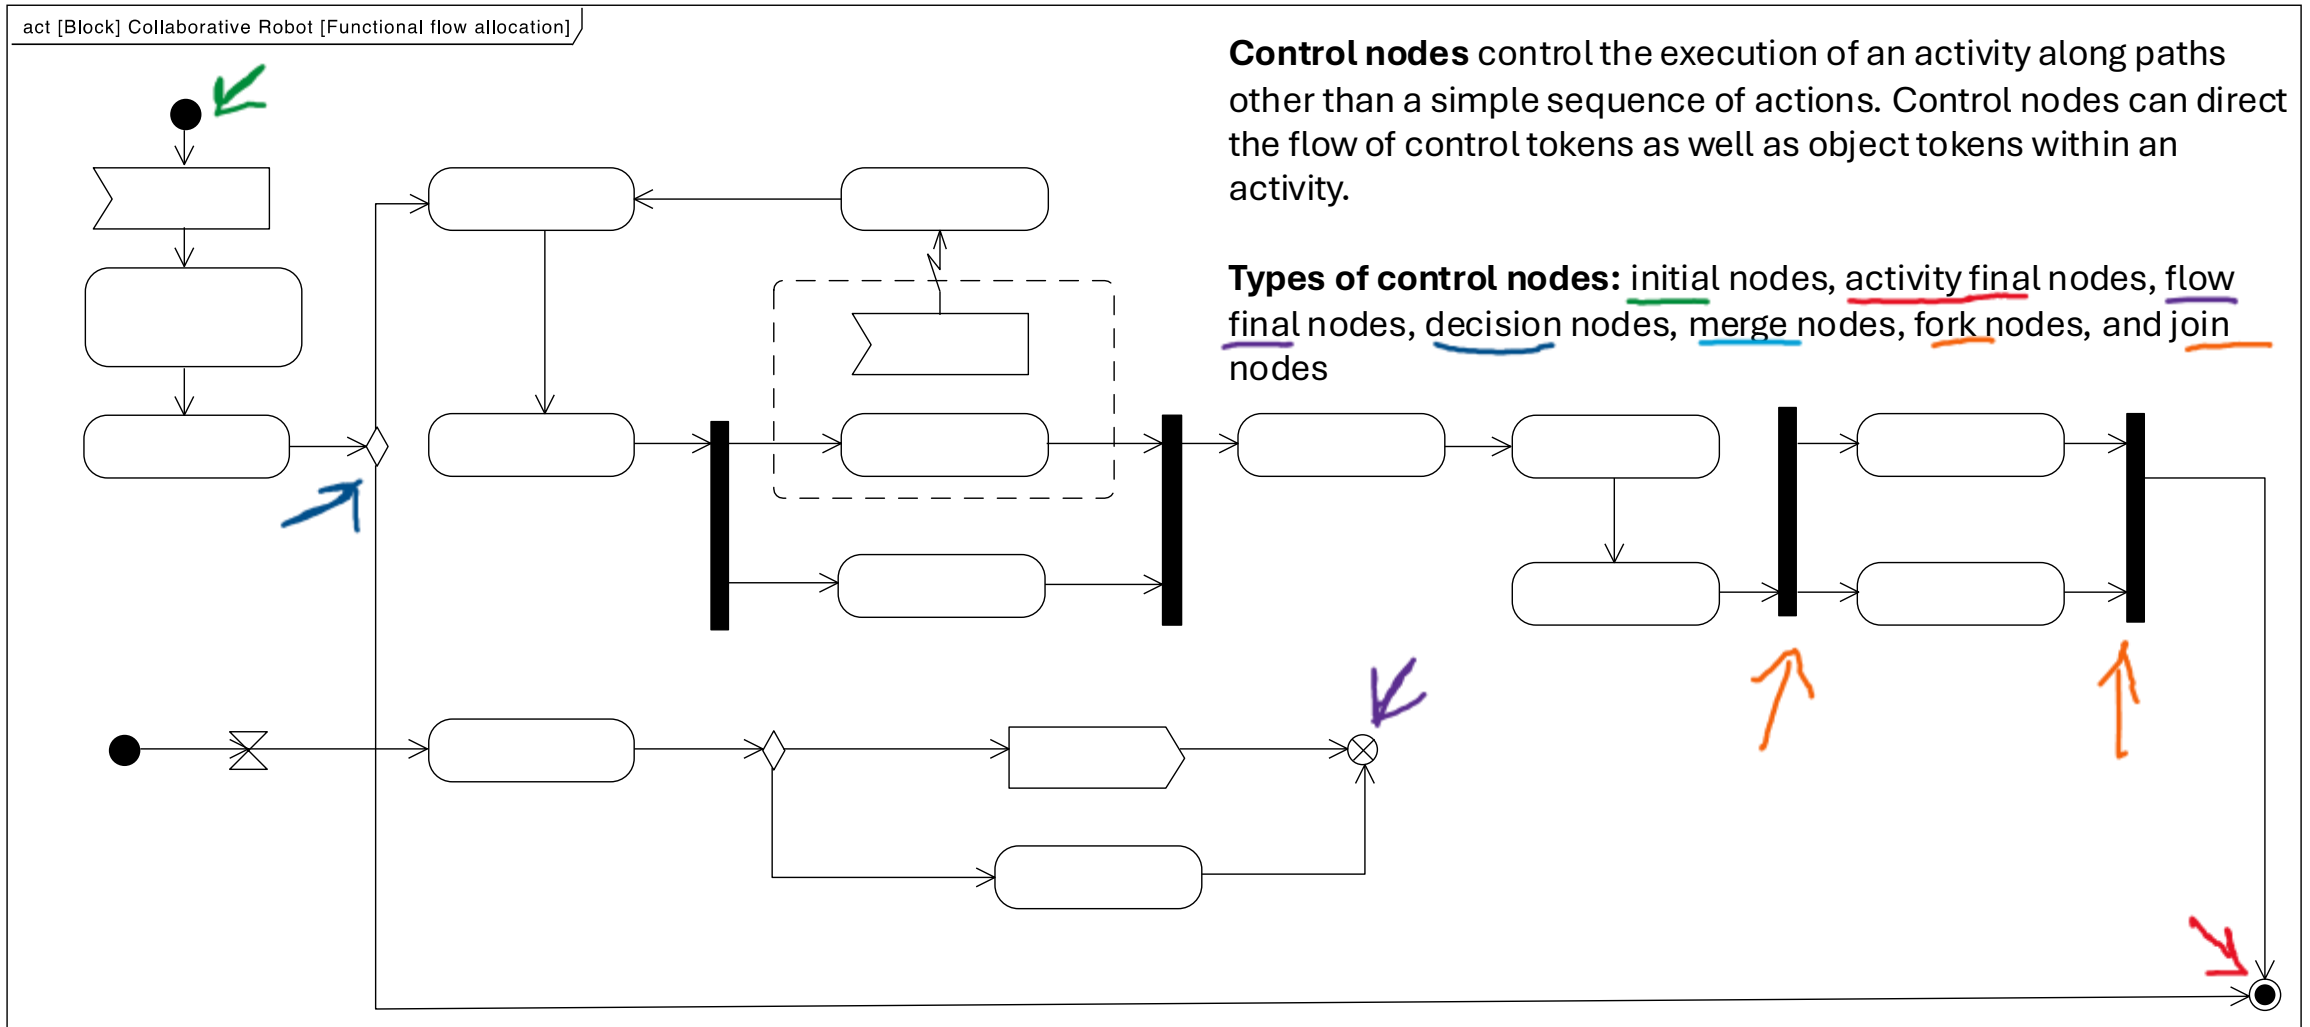 act [Block] Collaborative Robot [Functional flow allocation]
Control nodes control the execution of an activity along paths
other than a simple sequence of actions. Control nodes can direct
the flow of control tokens as well as object tokens within an
activity.
Types of control nodes: initial nodes, activity final nodes, flow
final nodes, decision nodes, merge nodes, fork nodes, and join
nodes